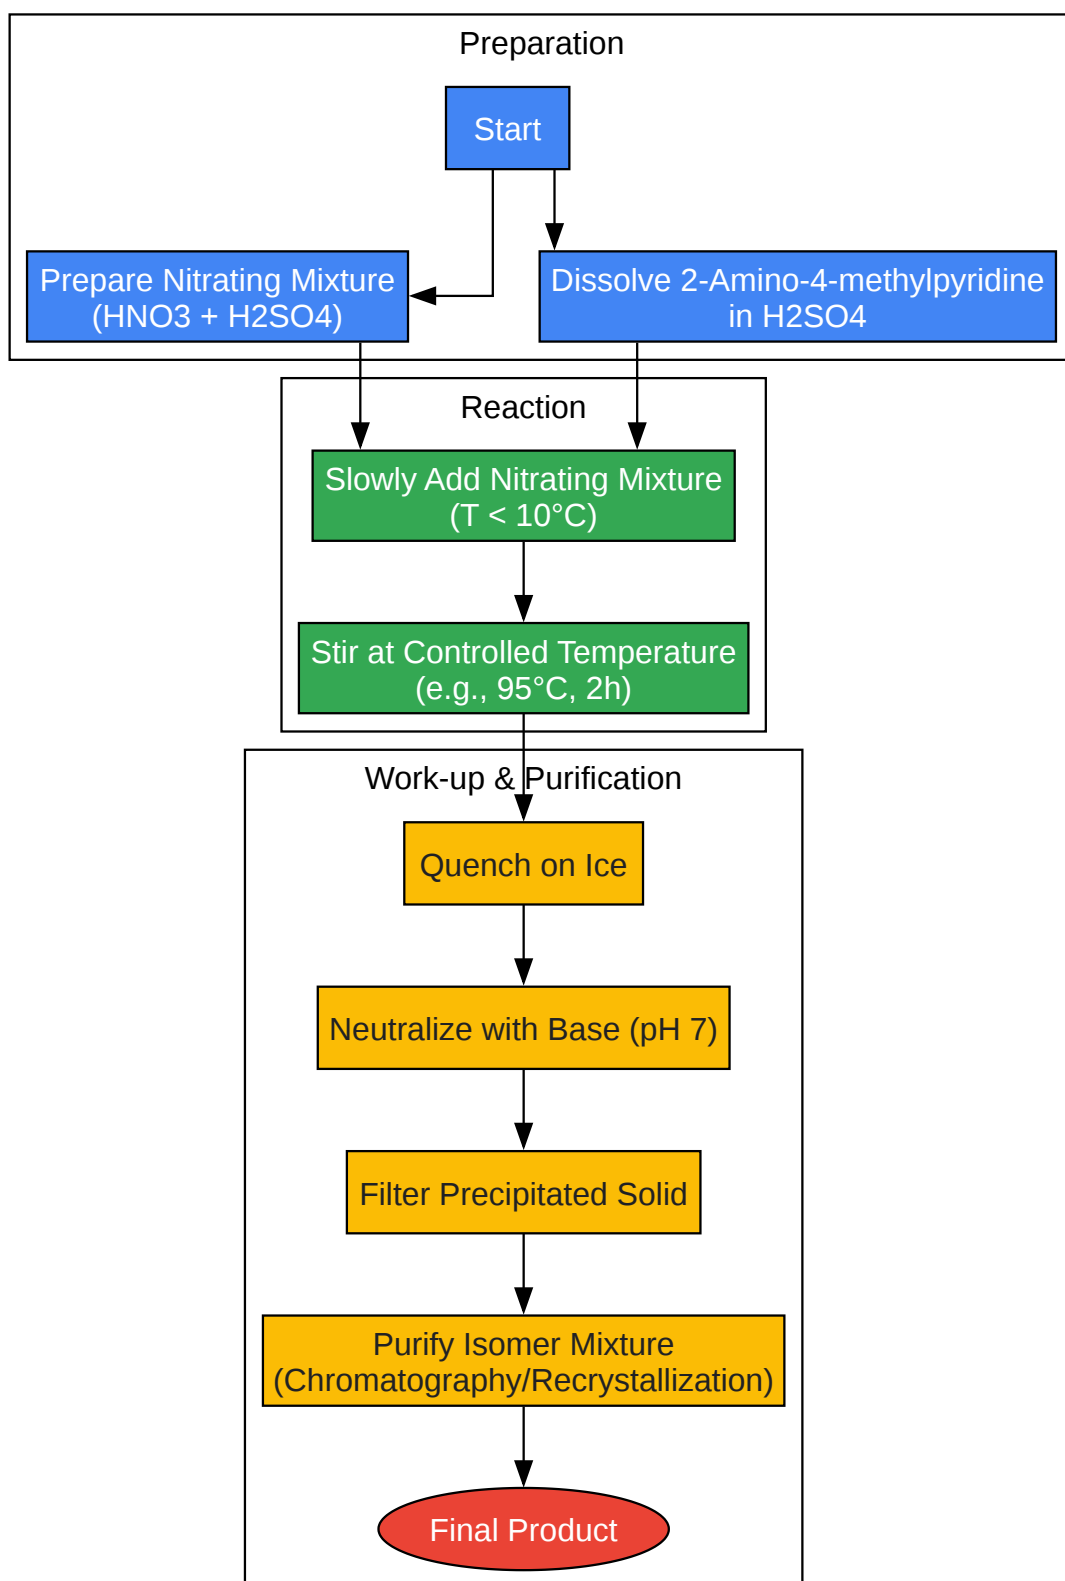 Preparation
Start
Prepare Nitrating Mixture
(HNO3 + H2SO4)
Dissolve 2-Amino-4-methylpyridine
in H2SO4
Reaction
Slowly Add Nitrating Mixture
(T < 10°C)
Stir at Controlled Temperature
(e.g., 95°C, 2h)
Work-up & Purification
Quench on Ice
Neutralize with Base (pH 7)
Filter Precipitated Solid
Purify Isomer Mixture
(Chromatography/Recrystallization)
Final Product